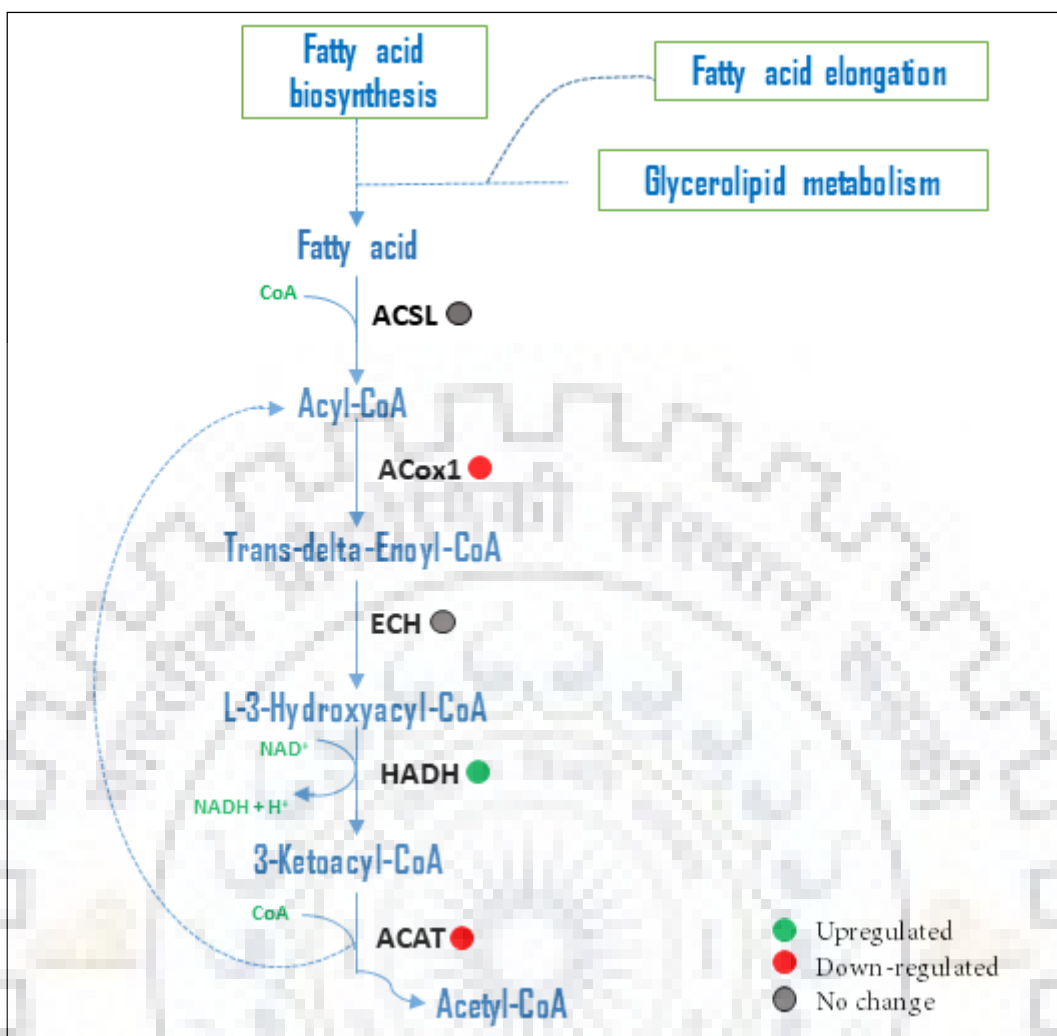 Fatty acid
biosynthesis
Fatty acid elongation
Glycerolipid metabolism
Fatty acid
CoA
ACSL
Acyl-CoA
ACox1
Trans-delta-Enoyl-CoA
ECH
L-3-Hydroxyacyl-CoA
NAD⁺
HADH
NADH + H⁺
3-Ketoacyl-CoA
CoA
ACAT
Acetyl-CoA
Upregulated
Down-regulated
No change